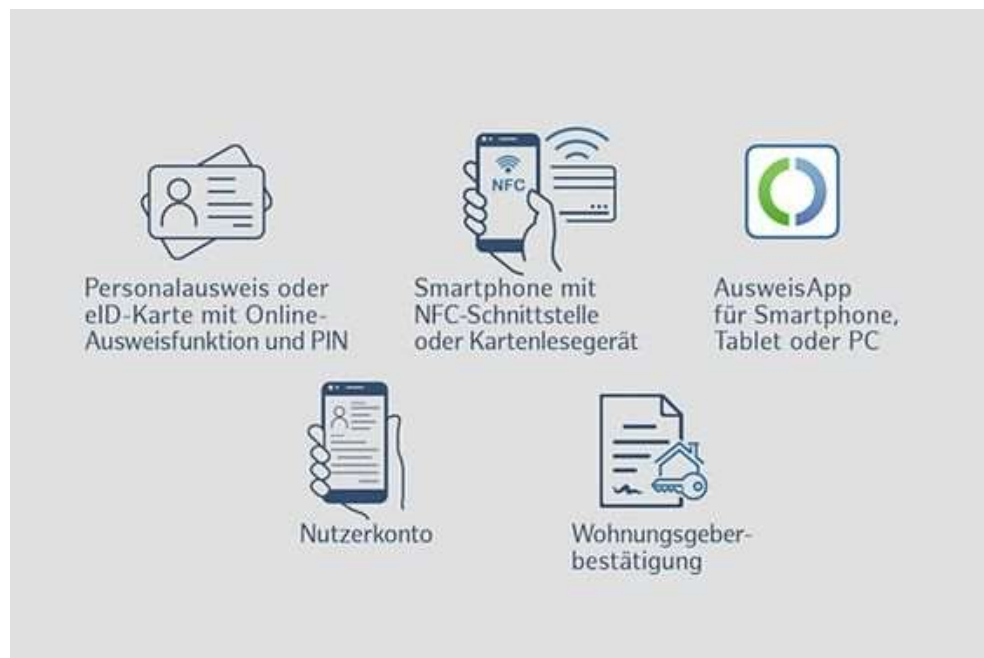 NFC
Personalausweis oder
eID-Karte mit Online-
Ausweisfunktion und PIN
Smartphone mit
NFC-Schnittstelle
oder Kartenlesegerät
AusweisApp
für Smartphone,
Tablet oder PC
Nutzerkonto
Wohnungsgeber-
bestätigung